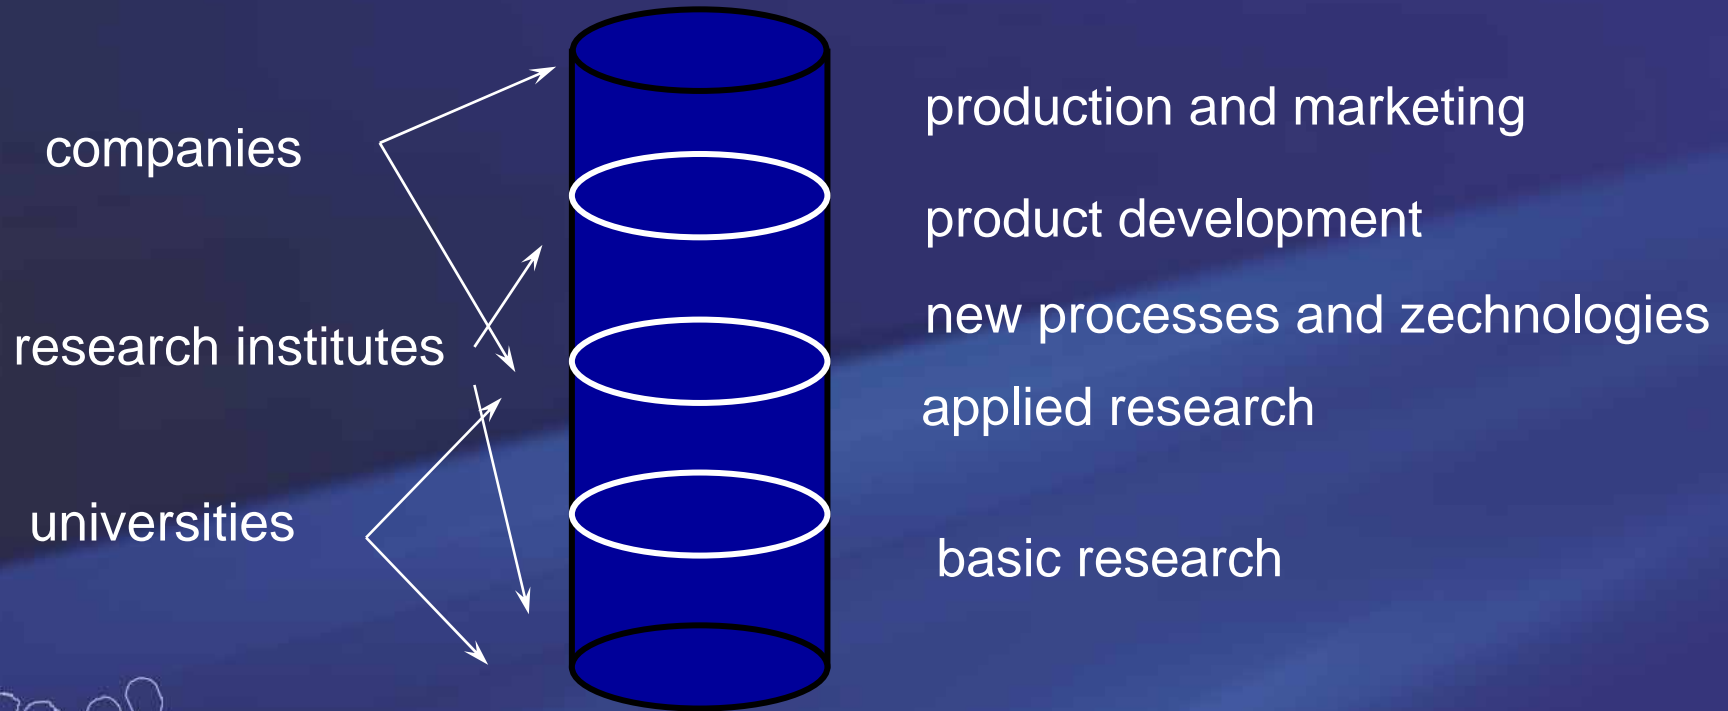 companies
research institutes
universities
production and marketing
product development
new processes and zechnologies
applied research
basic research